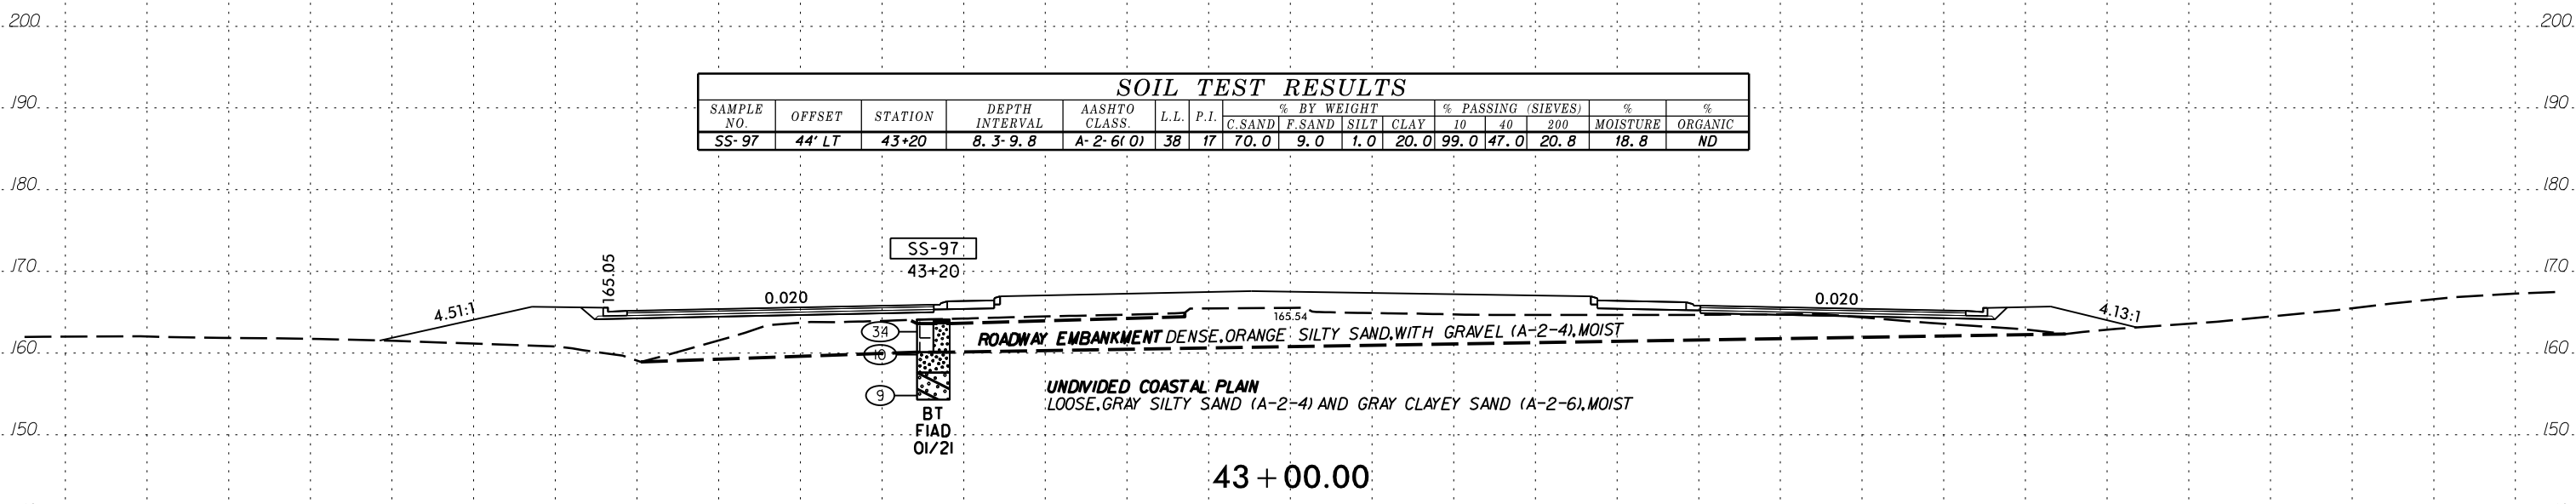 200 200
SOIL TEST RESULTS
SAMPLE NO. OFFSET STATION DEPTH INTERVAL AASHTO CLASS. L.L. P.I. % BY WEIGHT % PASSING (SIEVES) % MOISTURE % ORGANIC
C.SAND F.SAND SILT CLAY 10 40 200
SS-97 44' LT 43+20 8.3-9.8 A-2-6(0) 38 17 70.0 9.0 1.0 20.0 99.0 47.0 20.8 18.8 ND
190 190
180 180
SS-97
43+20
170 170
165.05
4.51:1
0.020
0.020
4.13:1
165.54
34
ROADWAY EMBANKMENT DENSE, ORANGE SILTY SAND, WITH GRAVEL (A-2-4), MOIST
160 160
10
UNDIVIDED COASTAL PLAIN
9
LOOSE, GRAY SILTY SAND (A-2-4) AND GRAY CLAYEY SAND (A-2-6), MOIST
BT
FIAD
01/21
150 150
43+00.00